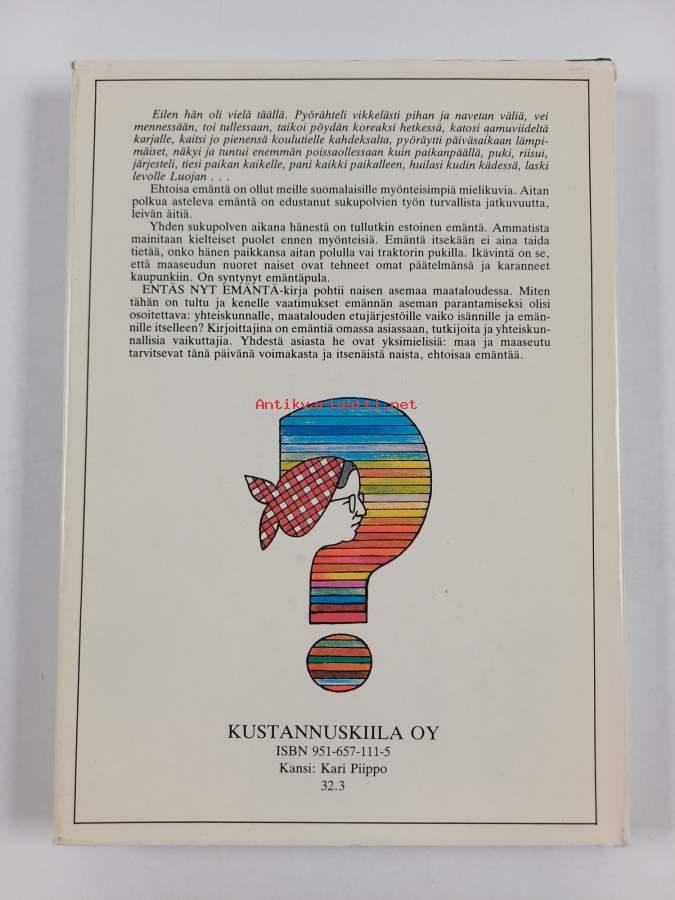 Eilen hän oli vielä täällä. Pyörähteli vikkelästi pihan ja navetan väliä, vei
mennessään, toi tullessaan, taikoi pöydän koreaksi hetkessä, katosi aamuviideltä
karjalle, kaitsi jo pienensä koulutielle kahdeksalta, pyöräytti päiväsaikaan lämpi-
mäiset, näkyi ja tuntui enemmän poissaollessaan kuin paikanpäällä, puki, riisui,
järjesteli, tiesi paikan kaikelle, pani kaikki paikalleen, huilasi kudin kädessä, laski
levolle Luojan . . .
Ehtoisa emäntä on ollut meille suomalaisille myönteisimpiä mielikuvia. Aitan
polkua asteleva emäntä on edustanut sukupolvien työn turvallista jatkuvuutta,
leivän äitiä.
Yhden sukupolven aikana hänestä on tullutkin estoinen emäntä. Ammatista
mainitaan kielteiset puolet ennen myönteisiä. Emäntä itsekään ei aina taida
tietää, onko hänen paikkansa aitan polulla vai traktorin pukilla. Ikävintä on se,
että maaseudun nuoret naiset ovat tehneet omat päätelmänsä ja karanneet
kaupunkiin. On syntynyt emäntäpula.
ENTÄS NYT EMÄNTÄ-kirja pohtii naisen asemaa maataloudessa. Miten
tähän on tultu ja kenelle vaatimukset emännän aseman parantamiseksi olisi
osoitettava: yhteiskunnalle, maatalouden etujärjestöille vaiko isännille ja emän-
nille itselleen? Kirjoittajina on emäntiä omassa asiassaan, tutkijoita ja yhteiskun-
nallisia vaikuttajia. Yhdestä asiasta he ovat yksimielisiä: maa ja maaseutu
tarvitsevat tänä päivänä voimakasta ja itsenäistä naista, ehtoisaa emäntää.
Antikvariaatti.net
KUSTANNUSKIILA OY
ISBN 951-657-111-5
Kansi: Kari Piippo
32.3